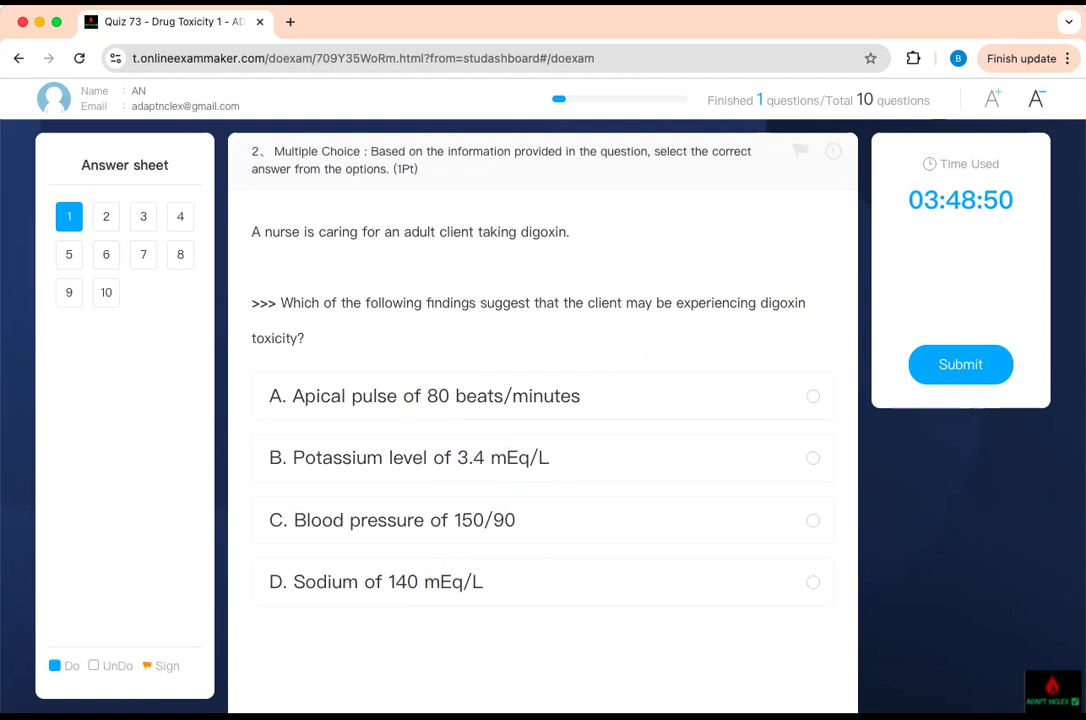 Quiz 73 - Drug Toxicity 1 - AD
t.onlineexammaker.com/doexam/709Y35WoRm.html?from=studashboard#/doexam
B
Finish update
Name : AN
Email : adaptnclex@gmail.com
Finished 1 questions/Total 10 questions
A+ A-
Answer sheet
1 2 3 4
5 6 7 8
9 10
Do UnDo Sign
2、 Multiple Choice : Based on the information provided in the question, select the correct
answer from the options. (1Pt)
A nurse is caring for an adult client taking digoxin.
>>> Which of the following findings suggest that the client may be experiencing digoxin
toxicity?
A. Apical pulse of 80 beats/minutes
B. Potassium level of 3.4 mEq/L
C. Blood pressure of 150/90
D. Sodium of 140 mEq/L
Time Used
03:48:50
Submit
ADAPT NCLEX